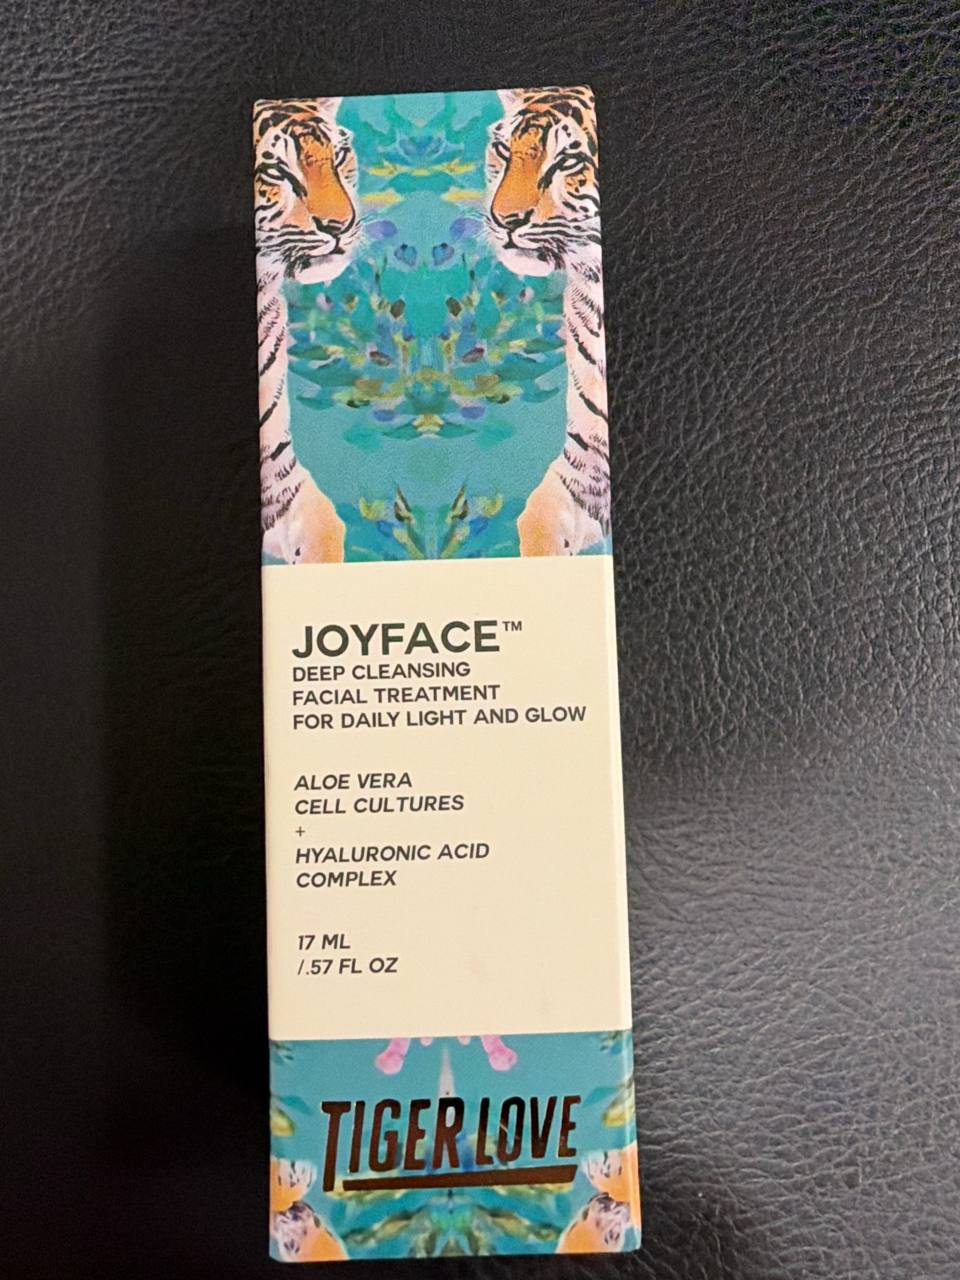 JOYFACE™
DEEP CLEANSING
FACIAL TREATMENT
FOR DAILY LIGHT AND GLOW
ALOE VERA
CELL CULTURES
+
HYALURONIC ACID
COMPLEX
17 ML
/.57 FL OZ
TIGER LOVE